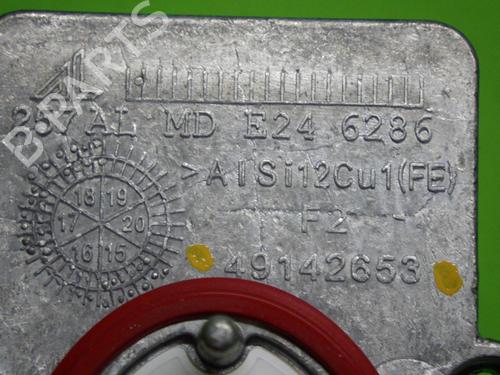 B-PARTS
25 AL MD E24 6286
>AlSi12Cu1(FE)
18 19
17 20
16 15
F2
49142653